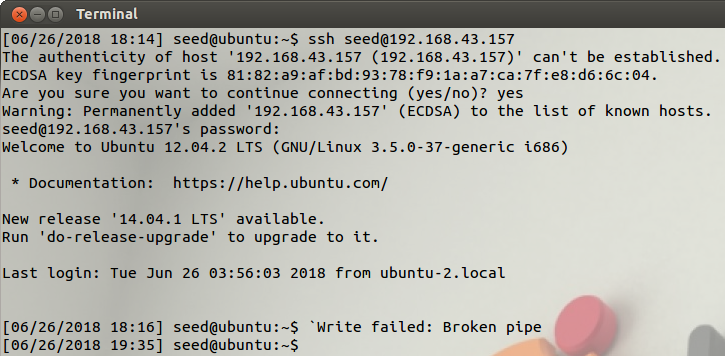 Terminal
[06/26/2018 18:14] seed@ubuntu:~$ ssh seed@192.168.43.157
The authenticity of host '192.168.43.157 (192.168.43.157)' can't be established.
ECDSA key fingerprint is 81:82:a9:af:bd:93:78:f9:1a:a7:ca:7f:e8:d6:6c:04.
Are you sure you want to continue connecting (yes/no)? yes
Warning: Permanently added '192.168.43.157' (ECDSA) to the list of known hosts.
seed@192.168.43.157's password:
Welcome to Ubuntu 12.04.2 LTS (GNU/Linux 3.5.0-37-generic i686)
 * Documentation:  https://help.ubuntu.com/
New release '14.04.1 LTS' available.
Run 'do-release-upgrade' to upgrade to it.
Last login: Tue Jun 26 03:56:03 2018 from ubuntu-2.local
[06/26/2018 18:16] seed@ubuntu:~$ `Write failed: Broken pipe
[06/26/2018 19:35] seed@ubuntu:~$